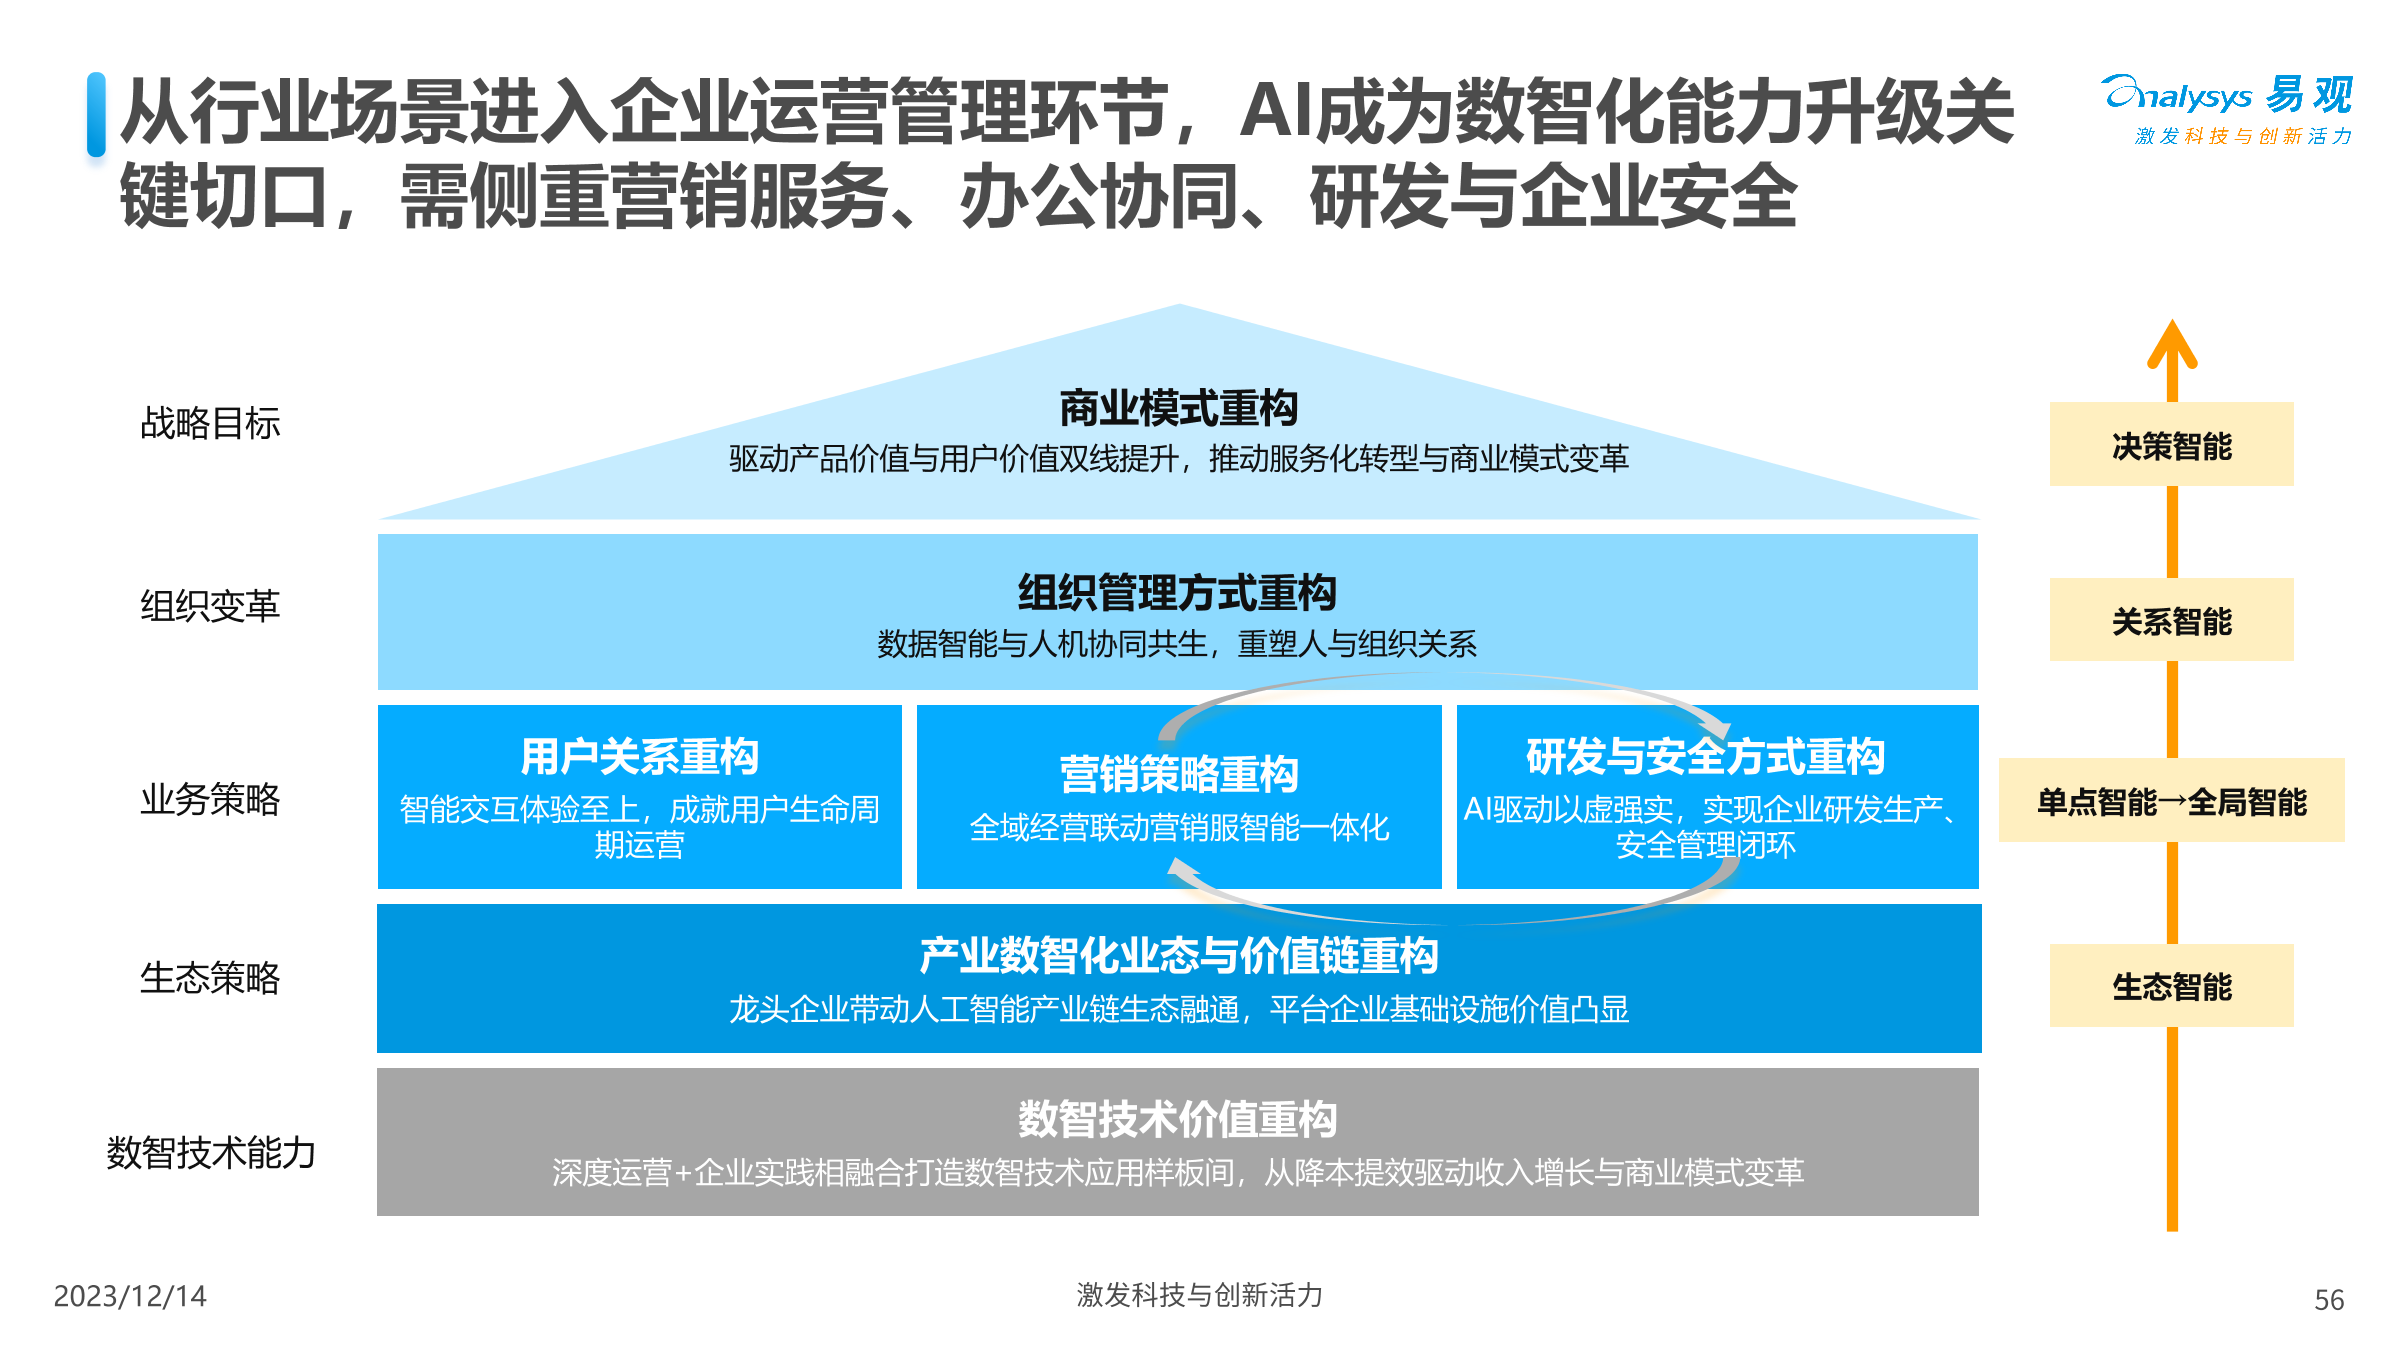 从行业场景进入企业运营管理环节，AI成为数智化能力升级关
键切口，需侧重营销服务、办公协同、研发与企业安全
analysys 易观
激发科技与创新活力
战略目标
商业模式重构
驱动产品价值与用户价值双线提升，推动服务化转型与商业模式变革
决策智能
组织变革
组织管理方式重构
数据智能与人机协同共生，重塑人与组织关系
关系智能
业务策略
用户关系重构
智能交互体验至上，成就用户生命周
期运营
营销策略重构
全域经营联动营销服智能一体化
研发与安全方式重构
AI驱动以虚强实，实现企业研发生产、
安全管理闭环
单点智能→全局智能
生态策略
产业数智化业态与价值链重构
龙头企业带动人工智能产业链生态融通，平台企业基础设施价值凸显
生态智能
数智技术能力
数智技术价值重构
深度运营+企业实践相融合打造数智技术应用样板间，从降本提效驱动收入增长与商业模式变革
2023/12/14
激发科技与创新活力
56